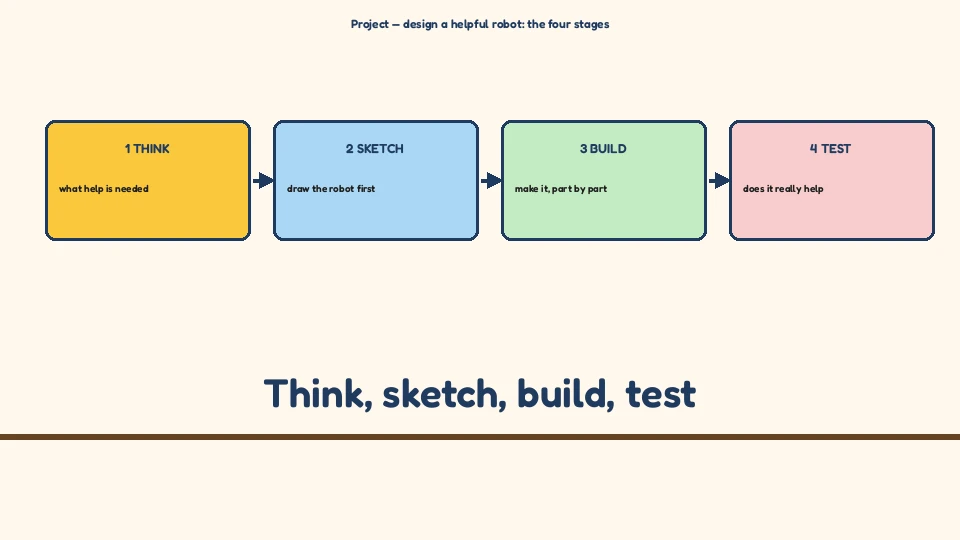 Project — design a helpful robot: the four stages
1 THINK
what help is needed
2 SKETCH
draw the robot first
3 BUILD
make it, part by part
4 TEST
does it really help
Think, sketch, build, test